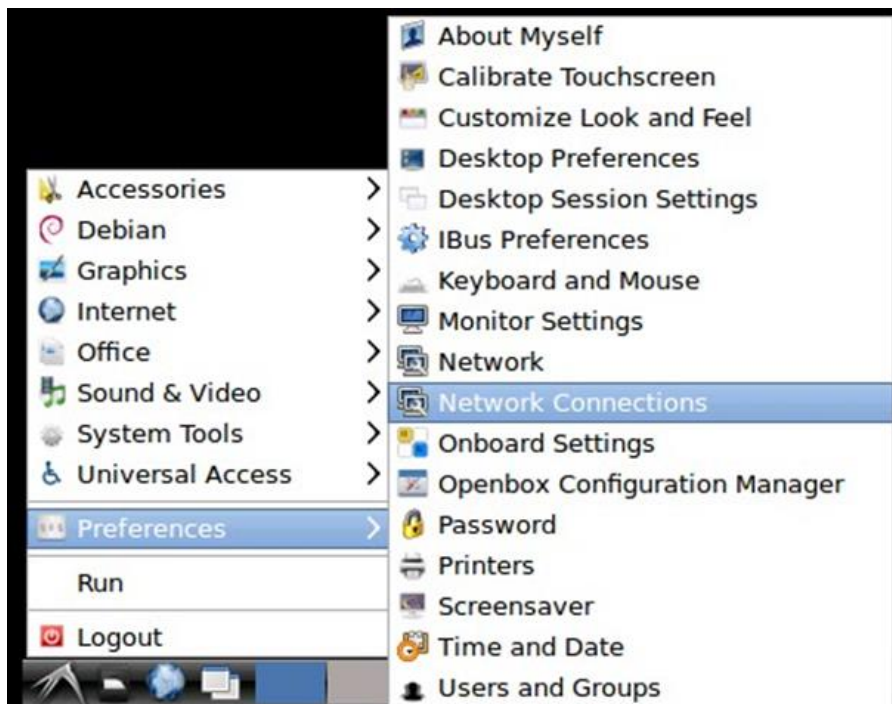 Accessories
Debian
Graphics
Internet
Office
Sound & Video
System Tools
Universal Access
Preferences
Run
Logout
About Myself
Calibrate Touchscreen
Customize Look and Feel
Desktop Preferences
Desktop Session Settings
IBus Preferences
Keyboard and Mouse
Monitor Settings
Network
Network Connections
Onboard Settings
Openbox Configuration Manager
Password
Printers
Screensaver
Time and Date
Users and Groups